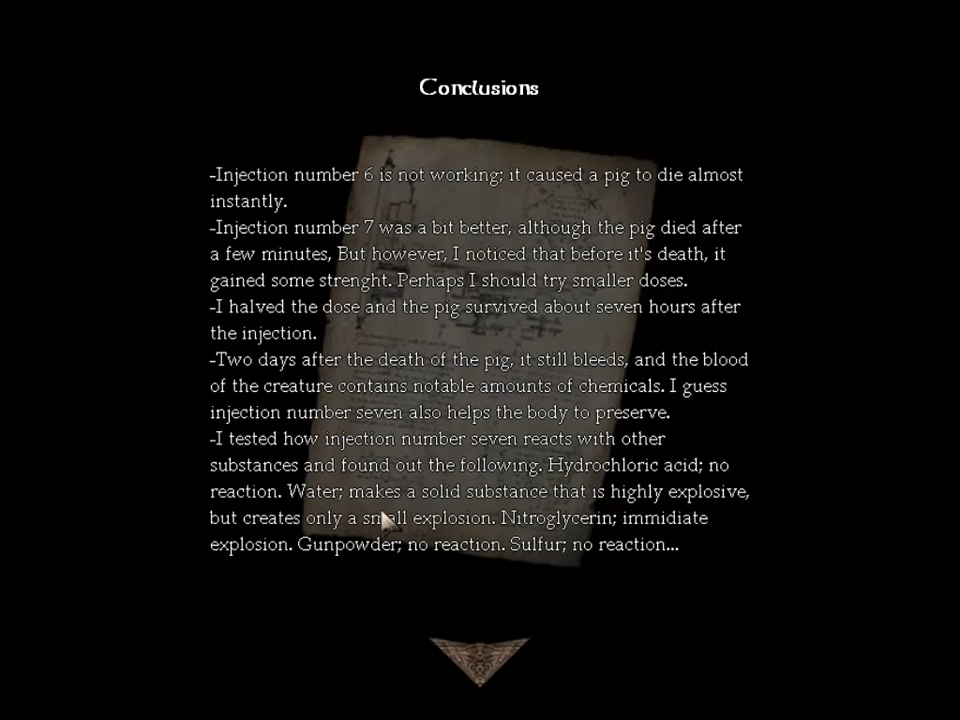 Conclusions
-Injection number 6 is not working; it caused a pig to die almost
instantly.
-Injection number 7 was a bit better, although the pig died after
a few minutes, But however, I noticed that before it's death, it
gained some strenght. Perhaps I should try smaller doses.
-I halved the dose and the pig survived about seven hours after
the injection.
-Two days after the death of the pig, it still bleeds, and the blood
of the creature contains notable amounts of chemicals. I guess
injection number seven also helps the body to preserve.
-I tested how injection number seven reacts with other
substances and found out the following. Hydrochloric acid; no
reaction. Water; makes a solid substance that is highly explosive,
but creates only a small explosion. Nitroglycerin; immidiate
explosion. Gunpowder; no reaction. Sulfur; no reaction...